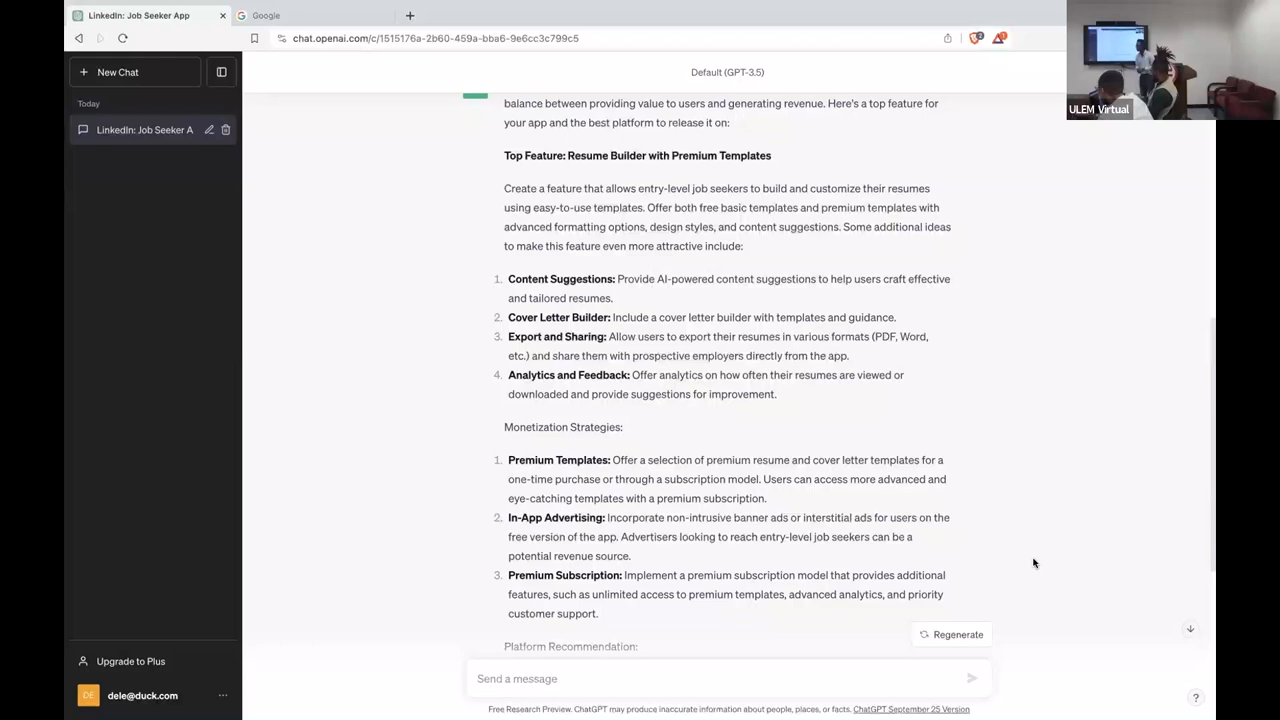 LinkedIn: Job Seeker App
Google
chat.openai.com/c/1515176a-2b60-459a-bba6-9e6cc3c799c5
2
1
New Chat
Default (GPT-3.5)
Today
LinkedIn: Job Seeker A
ULEM Virtual
balance between providing value to users and generating revenue. Here's a top feature for
your app and the best platform to release it on:
Top Feature: Resume Builder with Premium Templates
Create a feature that allows entry-level job seekers to build and customize their resumes
using easy-to-use templates. Offer both free basic templates and premium templates with
advanced formatting options, design styles, and content suggestions. Some additional ideas
to make this feature even more attractive include:
1. Content Suggestions: Provide AI-powered content suggestions to help users craft effective
and tailored resumes.
2. Cover Letter Builder: Include a cover letter builder with templates and guidance.
3. Export and Sharing: Allow users to export their resumes in various formats (PDF, Word,
etc.) and share them with prospective employers directly from the app.
4. Analytics and Feedback: Offer analytics on how often their resumes are viewed or
downloaded and provide suggestions for improvement.
Monetization Strategies:
1. Premium Templates: Offer a selection of premium resume and cover letter templates for a
one-time purchase or through a subscription model. Users can access more advanced and
eye-catching templates with a premium subscription.
2. In-App Advertising: Incorporate non-intrusive banner ads or interstitial ads for users on the
free version of the app. Advertisers looking to reach entry-level job seekers can be a
potential revenue source.
3. Premium Subscription: Implement a premium subscription model that provides additional
features, such as unlimited access to premium templates, advanced analytics, and priority
customer support.
Regenerate
Platform Recommendation:
Upgrade to Plus
Send a message
DE
dele@duck.com
Free Research Preview. ChatGPT may produce inaccurate information about people, places, or facts. ChatGPT September 25 Version
?